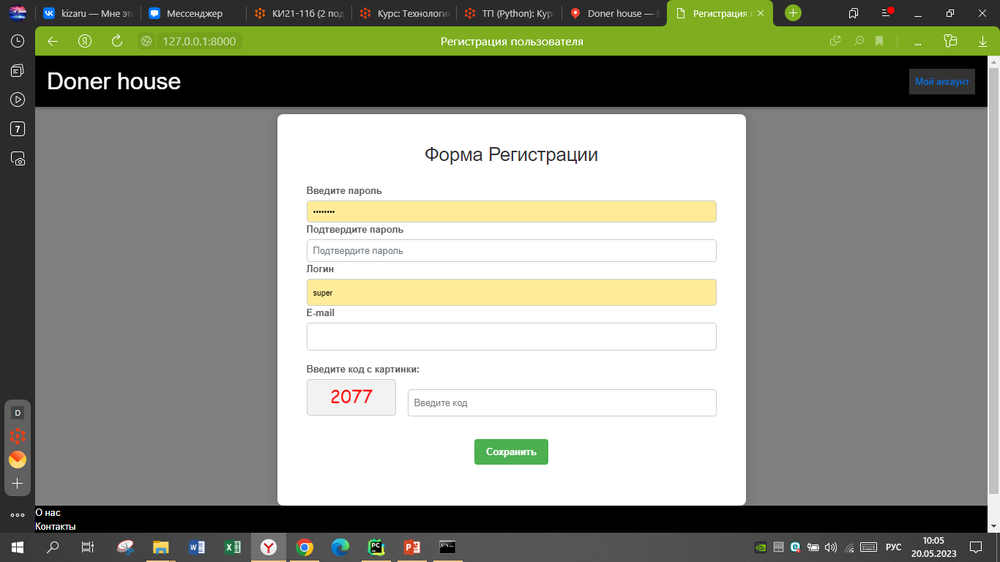 kizaru — Мне это
Мессенджер
КИ21-11б (2 под
Курс: Технологи
ТП (Python): Курс
Doner house — Я
Регистрация п
127.0.0.1:8000
Регистрация пользователя
7
Doner house
Мой аккаунт
Форма Регистрации
Введите пароль
••••••••
Подтвердите пароль
Подтвердите пароль
Логин
super
E-mail
Введите код с картинки:
2077
Введите код
Сохранить
D
О нас
Контакты
РУС
10:05
20.05.2023